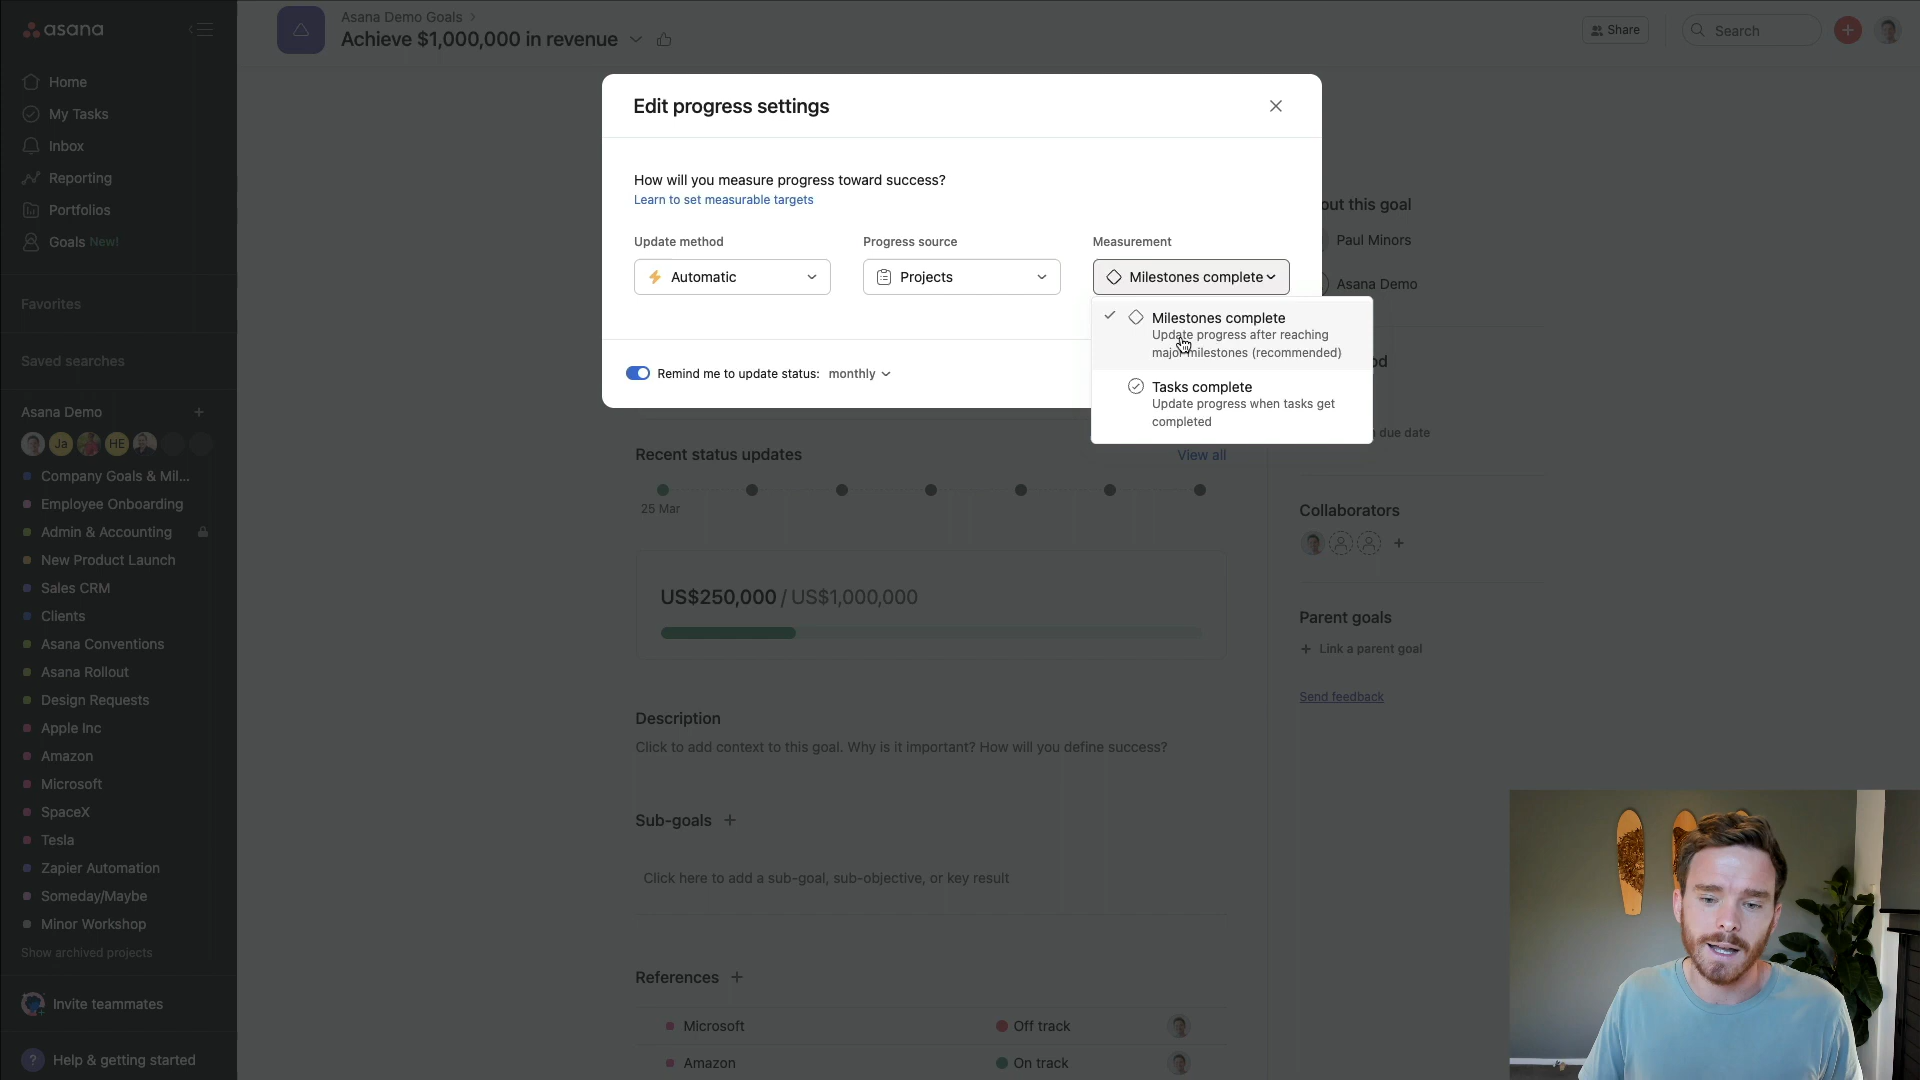 asana
Home
My Tasks
Inbox
Reporting
Portfolios
Goals New!
Favorites
Saved searches
Asana Demo
Ja
HE
Company Goals & Mil...
Employee Onboarding
Admin & Accounting
New Product Launch
Sales CRM
Clients
Asana Conventions
Asana Rollout
Design Requests
Apple Inc
Amazon
Microsoft
SpaceX
Tesla
Zapier Automation
Someday/Maybe
Minor Workshop
Show archived projects
Invite teammates
? Help & getting started
Asana Demo Goals
Achieve $1,000,000 in revenue
Share
Search
Edit progress settings
How will you measure progress toward success?
Learn to set measurable targets
Update method
Progress source
Measurement
Automatic
Projects
Milestones complete
Milestones complete
Update progress after reaching
major milestones (recommended)
Tasks complete
Update progress when tasks get
completed
Remind me to update status: monthly
Recent status updates
View all
25 Mar
US$250,000 / US$1,000,000
Description
Click to add context to this goal. Why is it important? How will you define success?
Sub-goals
Click here to add a sub-goal, sub-objective, or key result
References
Microsoft
Off track
Amazon
On track
out this goal
Paul Minors
Asana Demo
od
due date
Collaborators
Parent goals
Link a parent goal
Send feedback